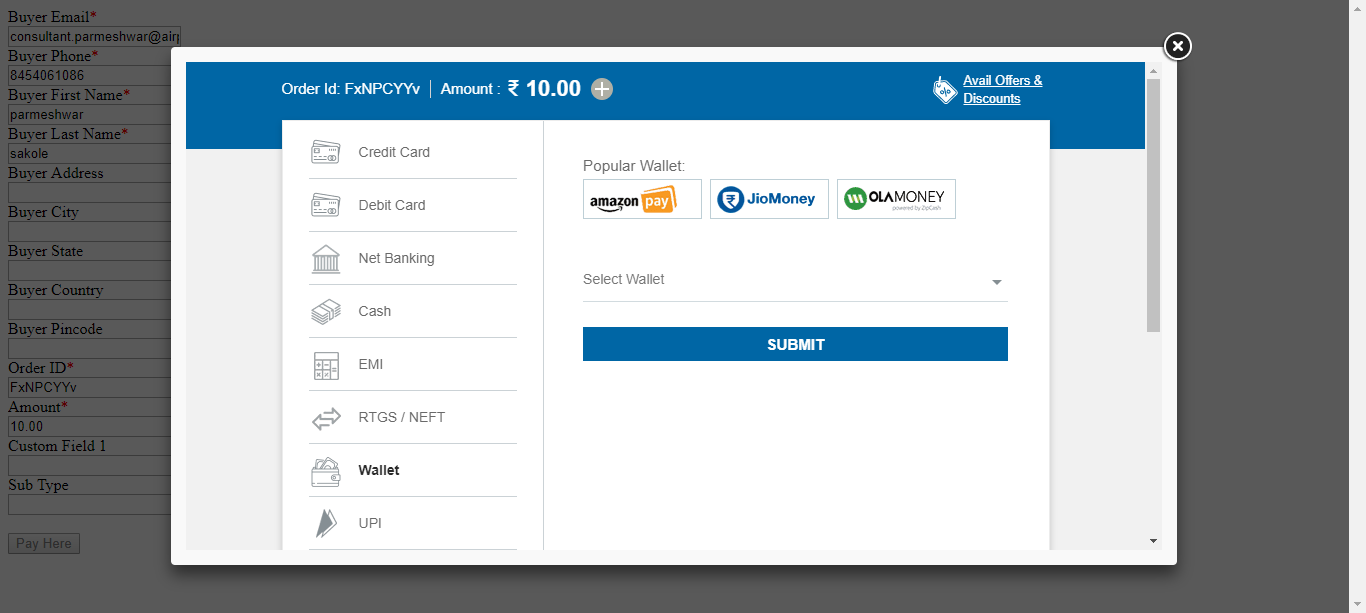 Buyer Email*
consultant.parmeshwar@air
Buyer Phone*
8454061086
Buyer First Name*
parmeshwar
Buyer Last Name*
sakole
Buyer Address
Buyer City
Buyer State
Buyer Country
Buyer Pincode
Order ID*
FxNPCYYv
Amount*
10.00
Custom Field 1
Sub Type
Pay Here
Order Id: FxNPCYYv | Amount : ₹ 10.00
Avail Offers &
Discounts
Credit Card
Debit Card
Net Banking
Cash
EMI
RTGS / NEFT
Wallet
UPI
Popular Wallet:
amazon pay
JioMoney
OLAMONEY
powered by ZipCash
Select Wallet
SUBMIT